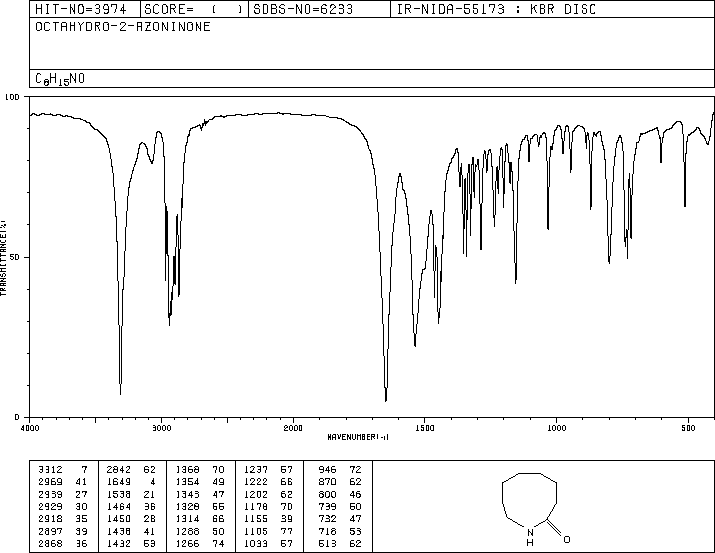 HIT-NO=3974 SCORE= ( ) SDBS-NO=6233 IR-NIDA-55173 : KBR DISC
OCTAHYDRO-2-AZONINONE
C8H15NO
100
TRANSMITTANCE(%)
50
0
4000 3000 2000 1500 1000 500
WAVENUMBER(-1)
3312 7 2842 62 1368 70 1237 57 946 72
2969 41 1649 4 1354 49 1222 66 870 62
2939 27 1538 21 1343 47 1202 62 800 46
2929 30 1464 36 1328 55 1178 70 739 50
2918 35 1450 28 1314 66 1155 39 732 47
2897 39 1438 41 1288 50 1105 77 718 53
2868 36 1432 53 1266 74 1033 57 513 62
N
H
O